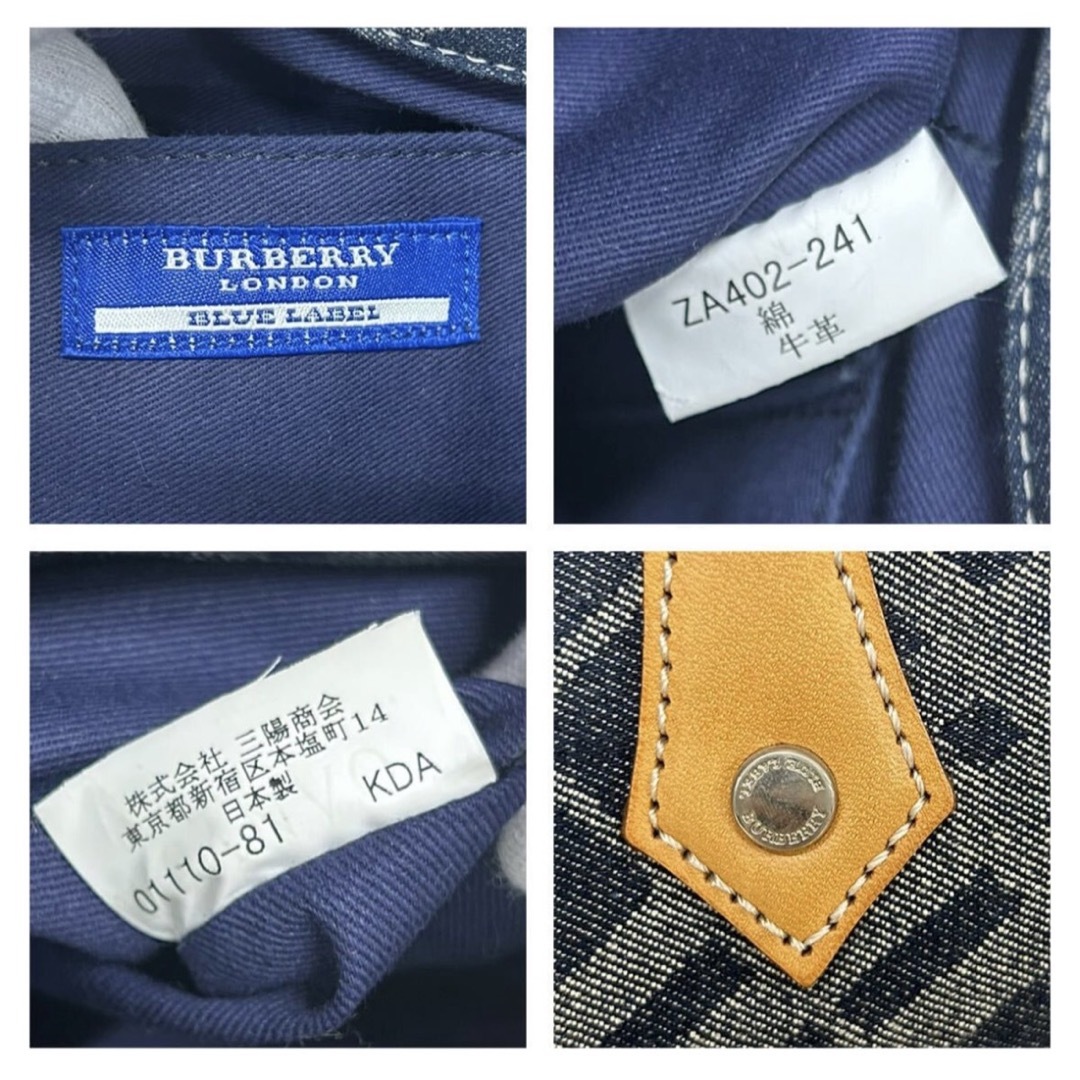 BURBERRY
LONDON
BLUE LABEL
ZA402-241
綿
牛革
株式会社 三陽商会
東京都新宿区本塩町14
日本製 KDA
01110-81
BURBERRY